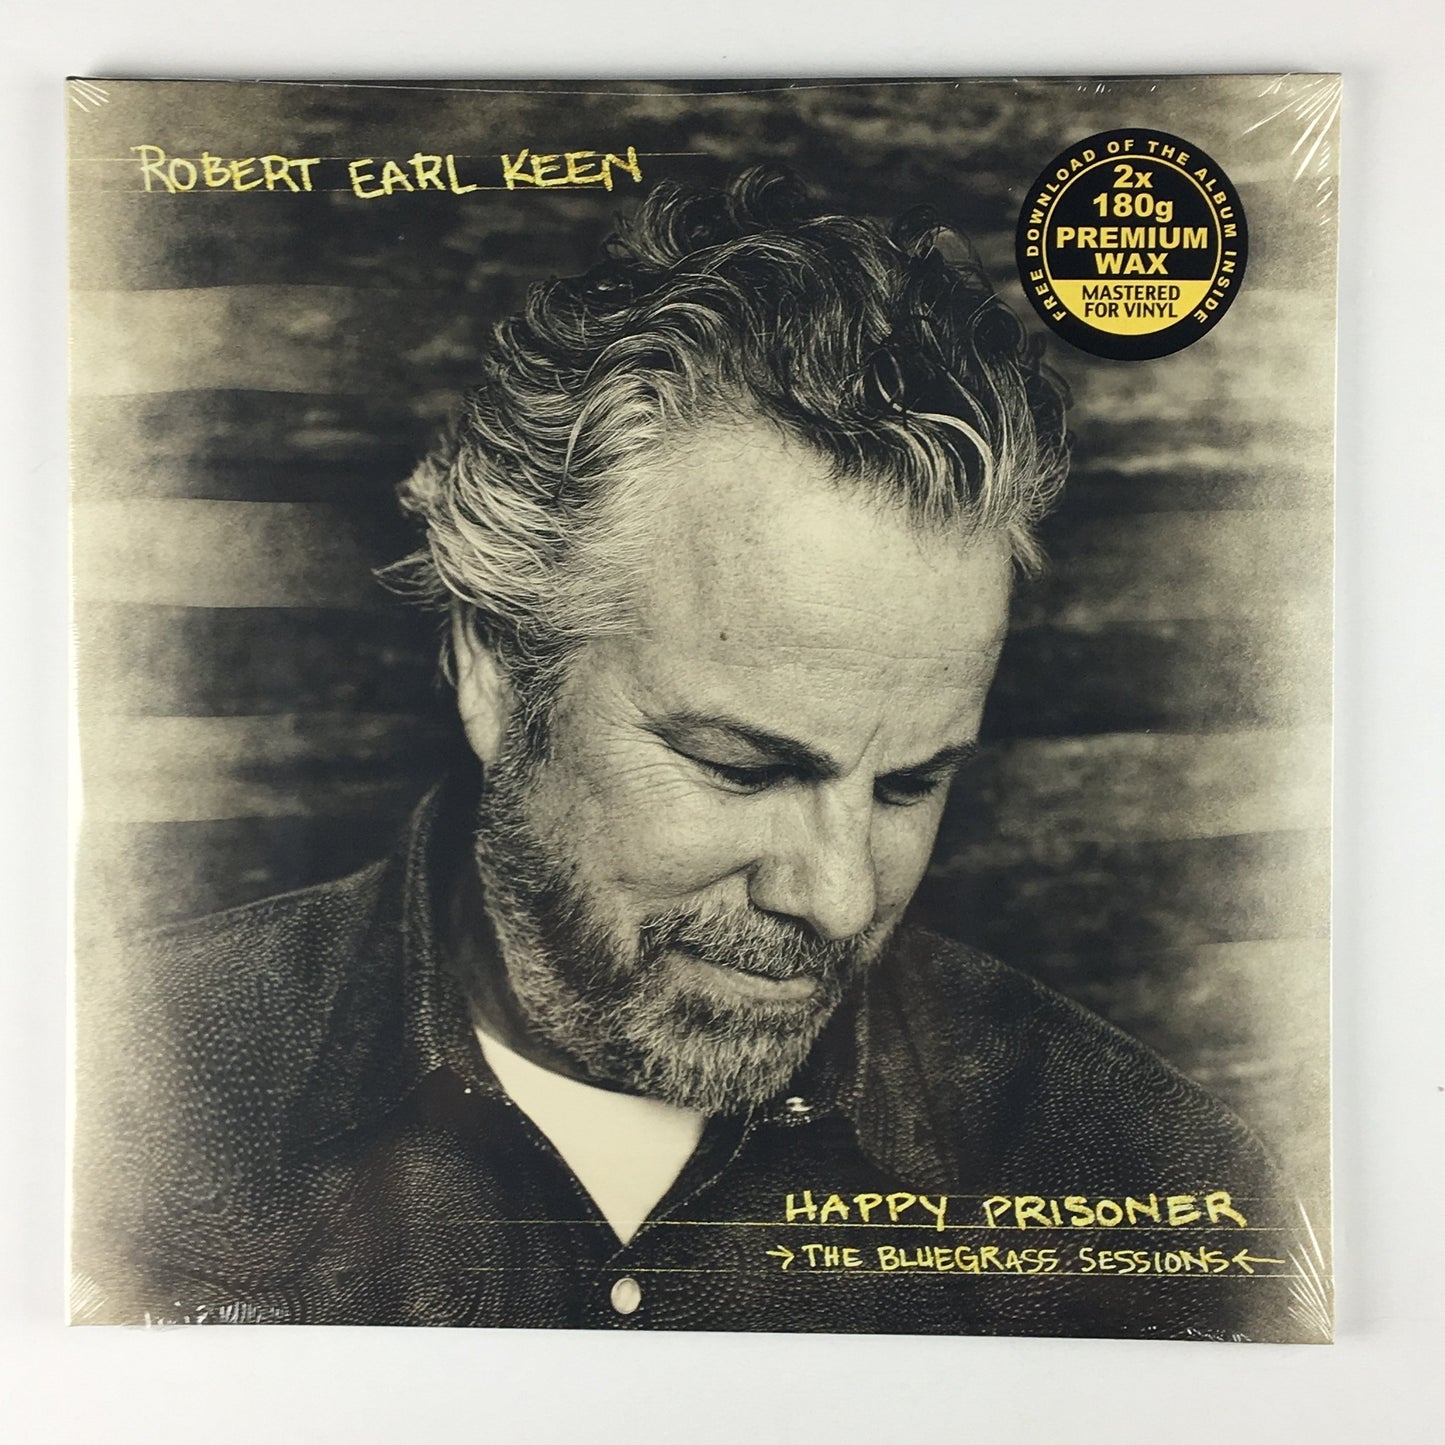 ROBERT EARL KEEN
FREE DOWNLOAD OF THE ALBUM INSIDE
2x
180g
PREMIUM
WAX
MASTERED
FOR VINYL
HAPPY PRISONER
→THE BLUEGRASS SESSIONS←